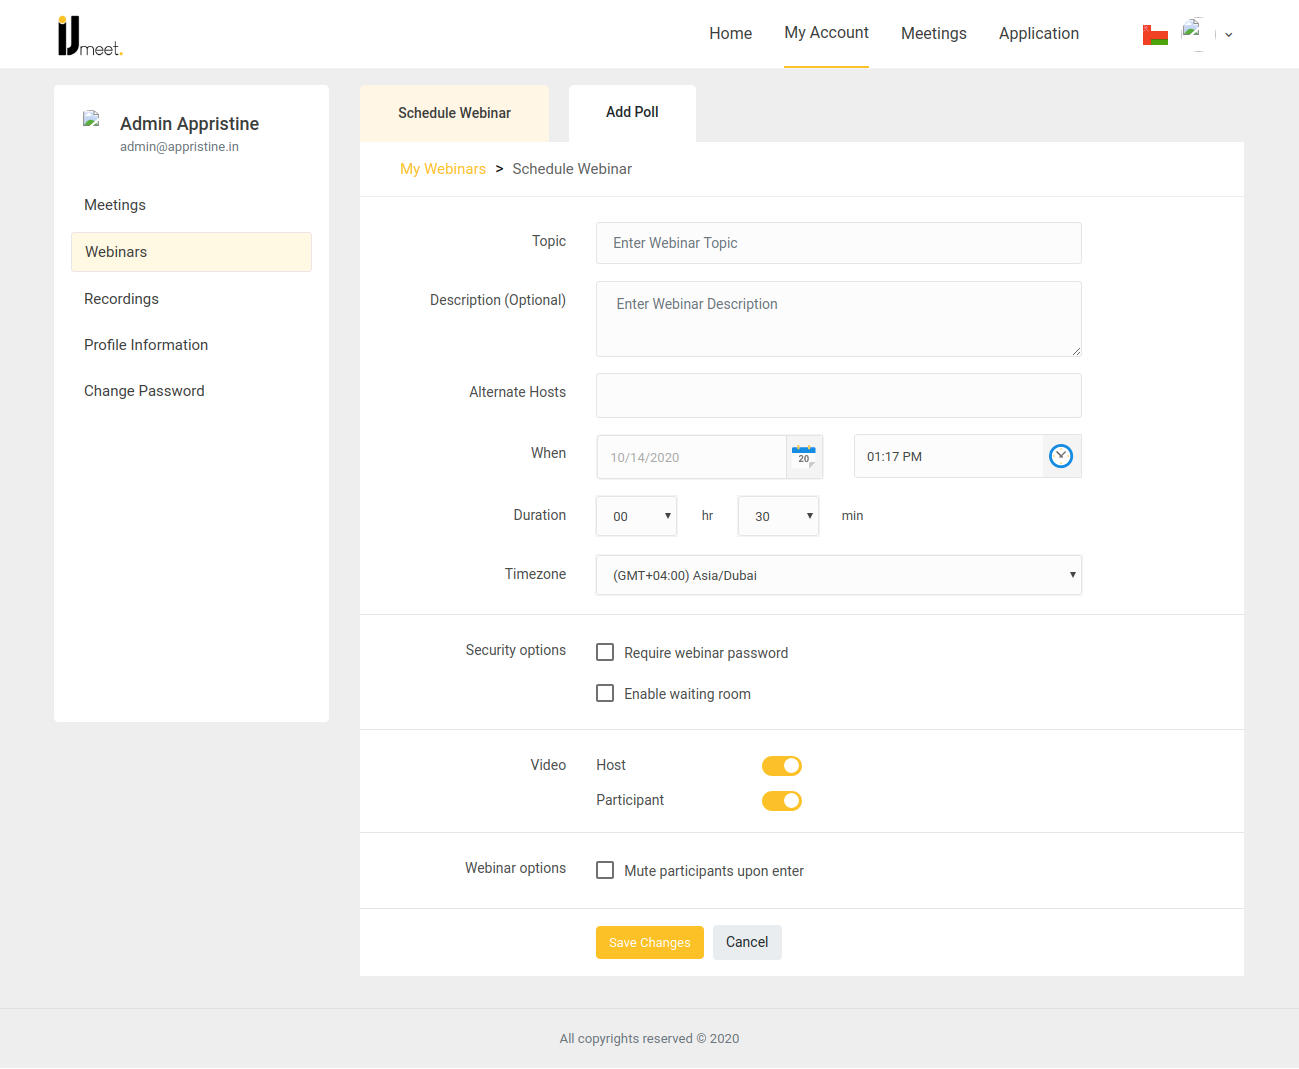 IJmeet.
Home My Account Meetings Application
Admin Appristine
admin@appristine.in
Meetings
Webinars
Recordings
Profile Information
Change Password
Schedule Webinar Add Poll
My Webinars > Schedule Webinar
Topic Enter Webinar Topic
Description (Optional) Enter Webinar Description
Alternate Hosts
When 10/14/2020 20 01:17 PM
Duration 00 hr 30 min
Timezone (GMT+04:00) Asia/Dubai
Security options Require webinar password
Enable waiting room
Video Host
Participant
Webinar options Mute participants upon enter
Save Changes Cancel
All copyrights reserved © 2020